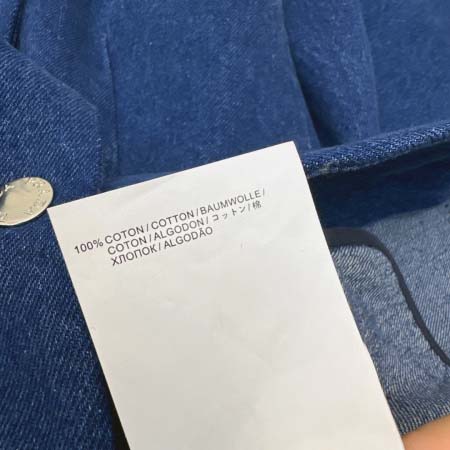 100% COTON / COTTON / BAUMWOLLE /
COTON / ALGODON / コットン / 棉
ХЛОПОК / ALGODÃO